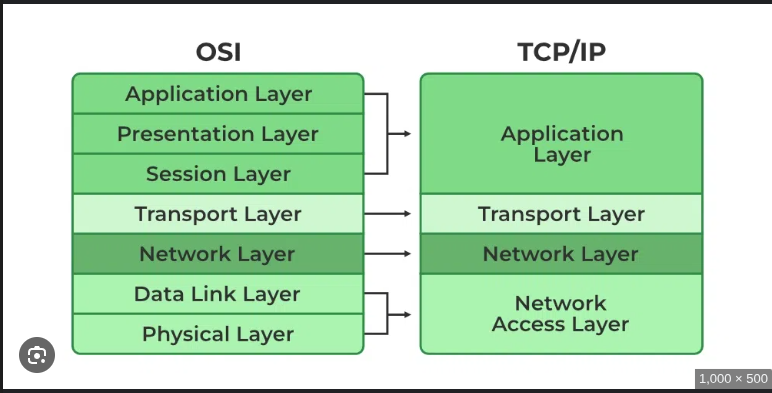 OSI
TCP/IP
Application Layer
Presentation Layer
Session Layer
Transport Layer
Network Layer
Data Link Layer
Physical Layer
Application
Layer
Transport Layer
Network Layer
Network
Access Layer
1,000 × 500